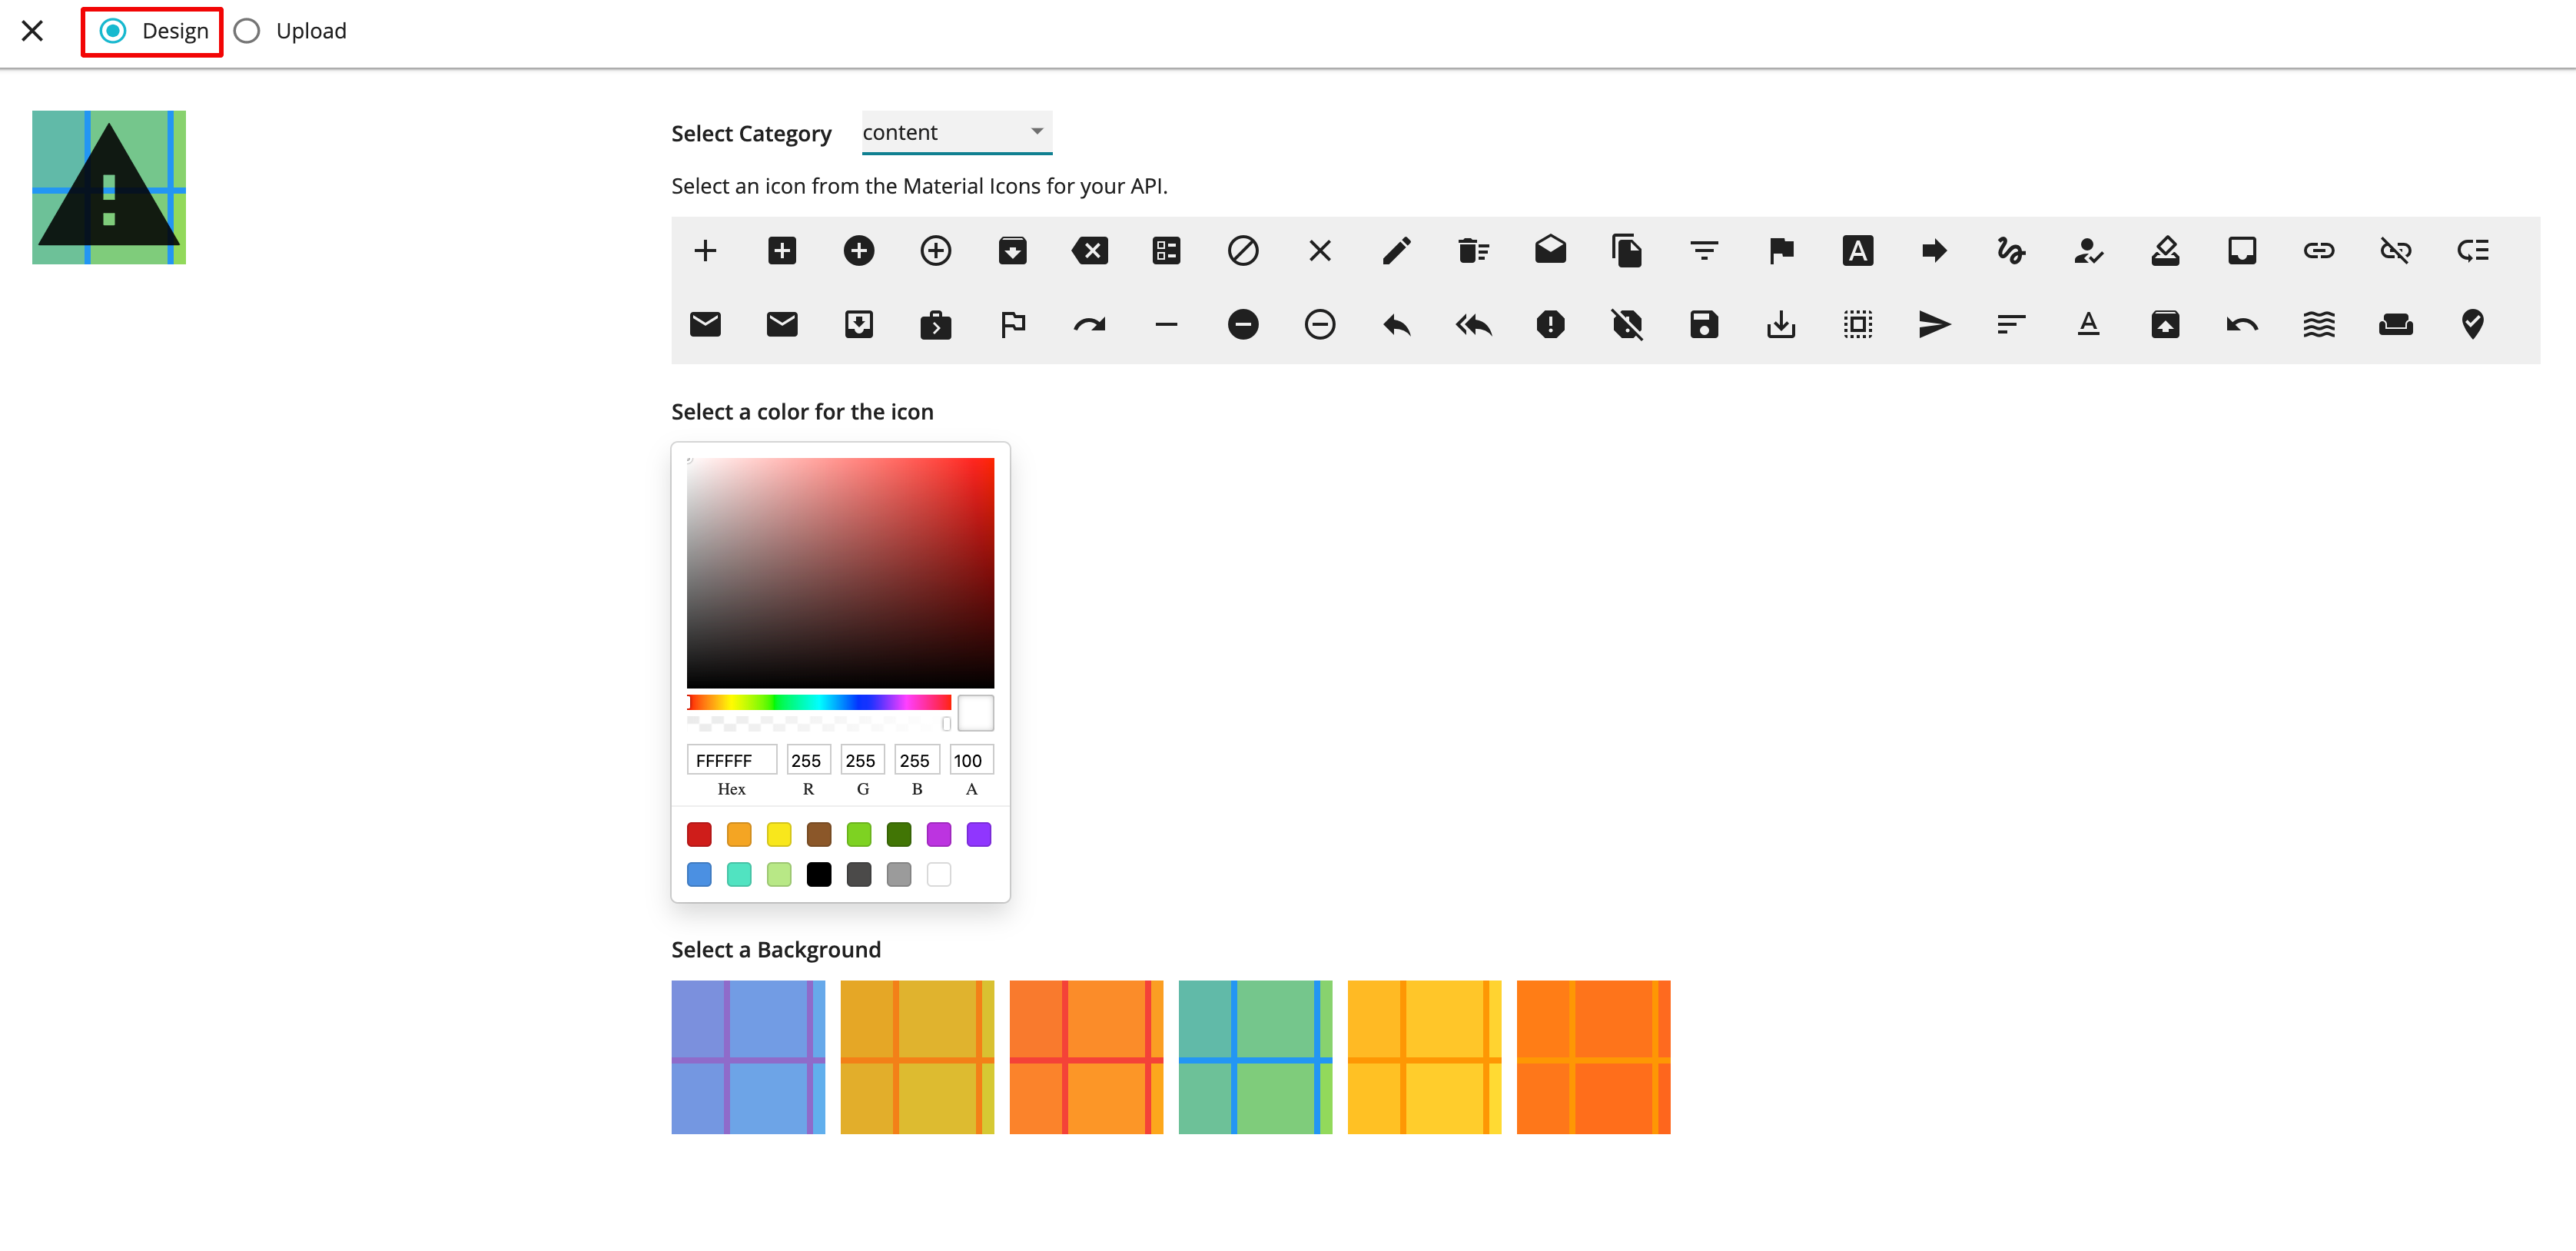 Design Upload
Select Category content
Select an icon from the Material Icons for your API.
Select a color for the icon
FFFFFF 255 255 255 100
Hex R G B A
Select a Background